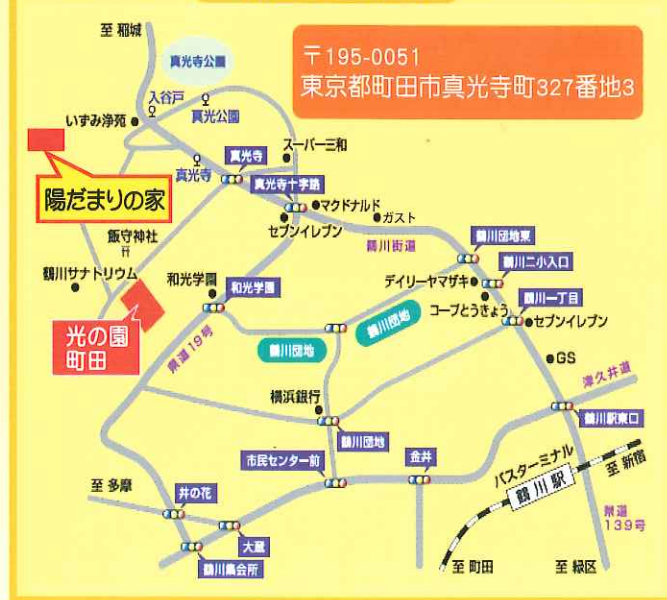 至 稲城
真光寺公園
〒195-0051
東京都町田市真光寺町327番地3
入谷戸
真光公園
いずみ浄苑
スーパー三和
真光寺
真光寺
陽だまりの家
真光寺十字路
マクドナルド
ガスト
セブンイレブン
飯守神社
鶴川街道
鶴川団地東
鶴川サナトリウム
和光学園
和光学園
デイリーヤマザキ
鶴川二小入口
コープとうきょう
鶴川一丁目
セブンイレブン
光の園
町田
県道19号
鶴川団地
鶴川団地
GS
津久井道
横浜銀行
鶴川団地
鶴川駅東口
市民センター前
金井
バスターミナル
至 新宿
鶴川駅
至 多摩
井の花
県道
139号
大蔵
鶴川集会所
至 町田
至 緑区